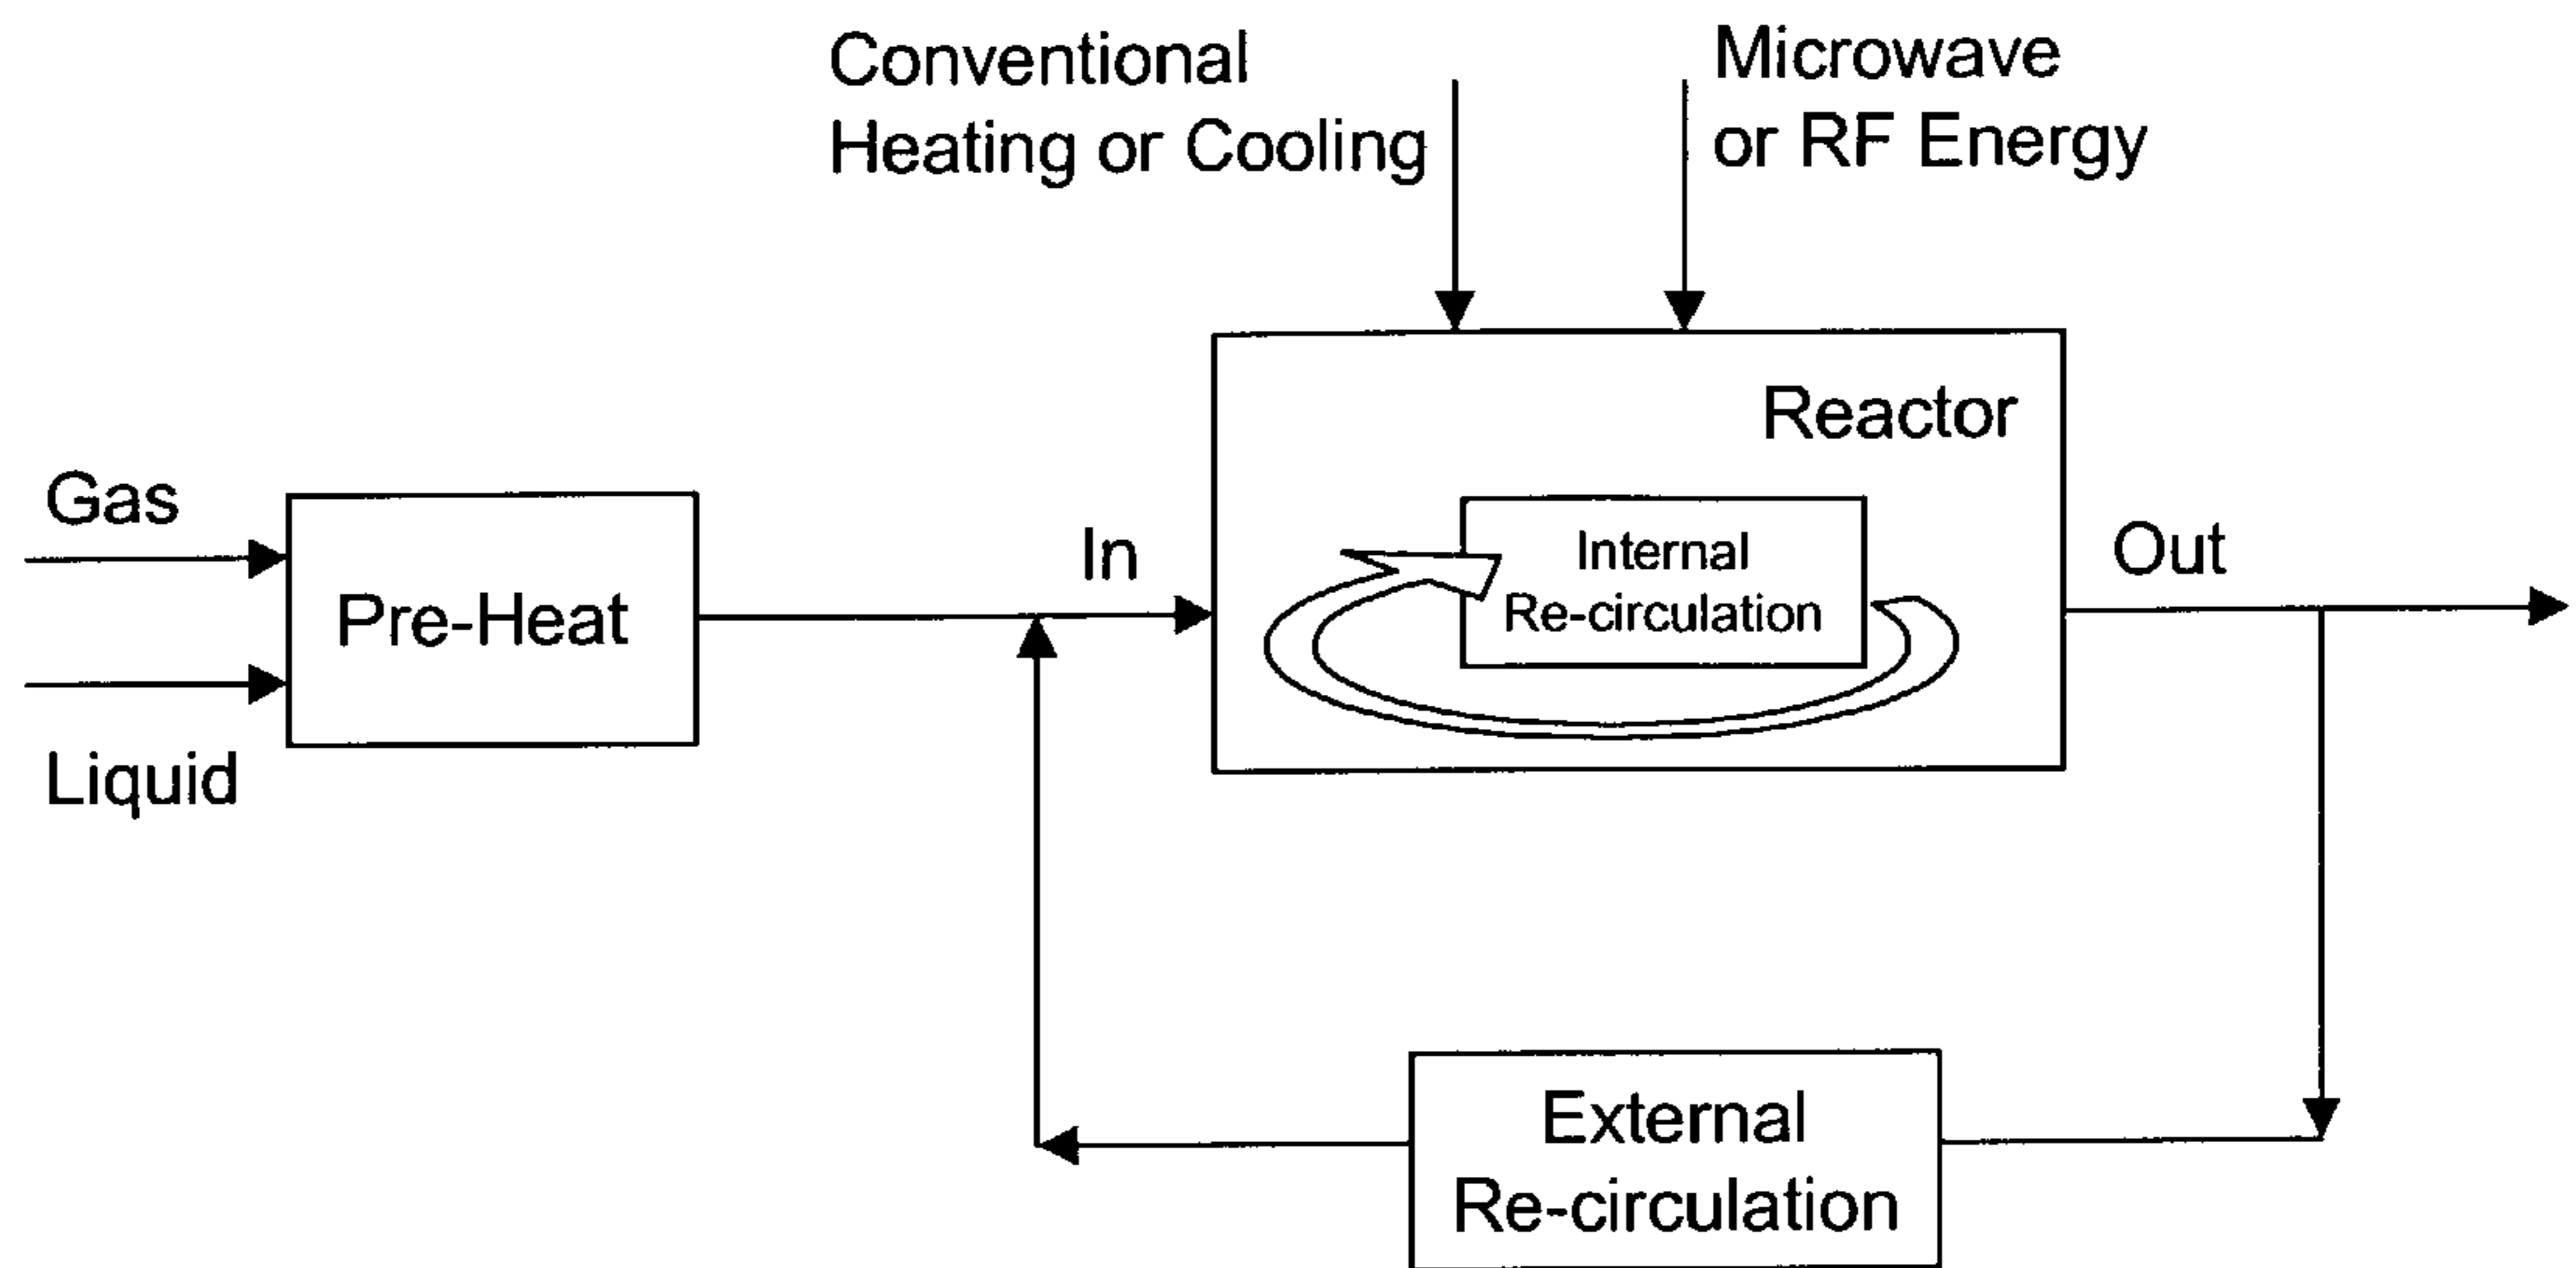 Conventional
Heating or Cooling
Microwave
or RF Energy
Reactor
Gas
In
Internal
Re-circulation
Out
Pre-Heat
Liquid
External
Re-circulation